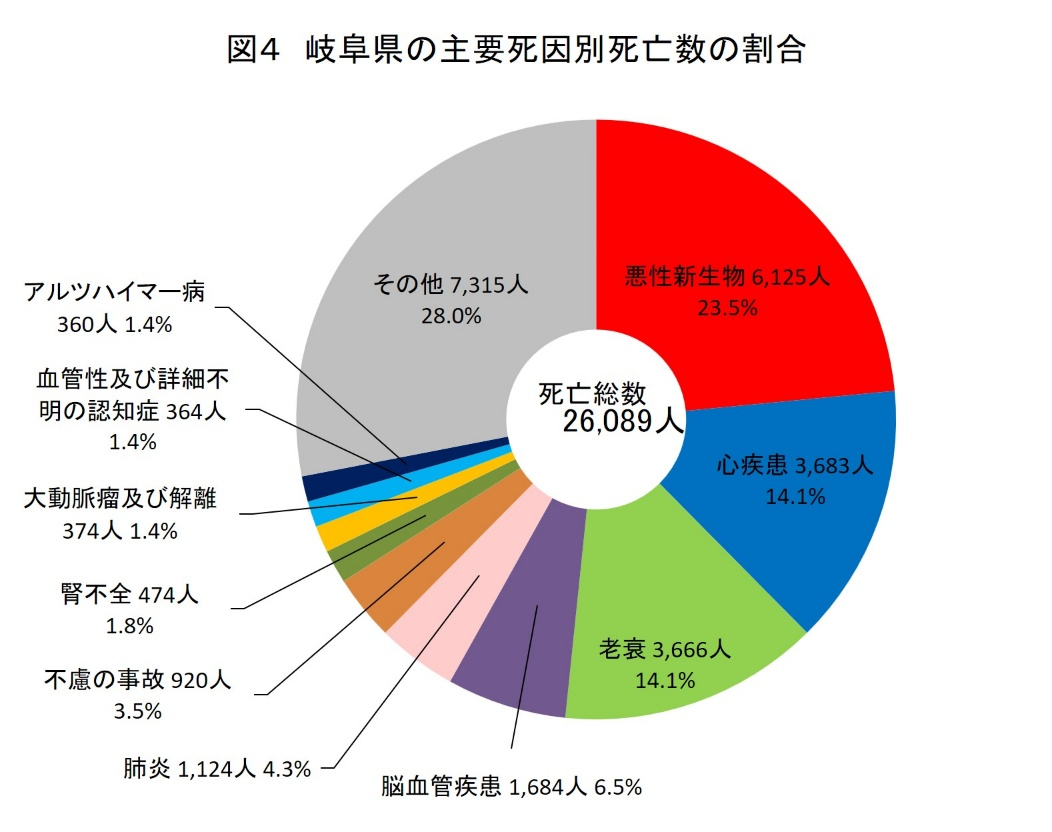 図４　岐阜県の主要死因別死亡数の割合
悪性新生物 6,125人
23.5%
心疾患 3,683人
14.1%
老衰 3,666人
14.1%
脳血管疾患 1,684人 6.5%
肺炎 1,124人 4.3%
不慮の事故 920人
3.5%
腎不全 474人
1.8%
大動脈瘤及び解離
374人 1.4%
血管性及び詳細不
明の認知症 364人
1.4%
アルツハイマー病
360人 1.4%
その他 7,315人
28.0%
死亡総数
26,089人